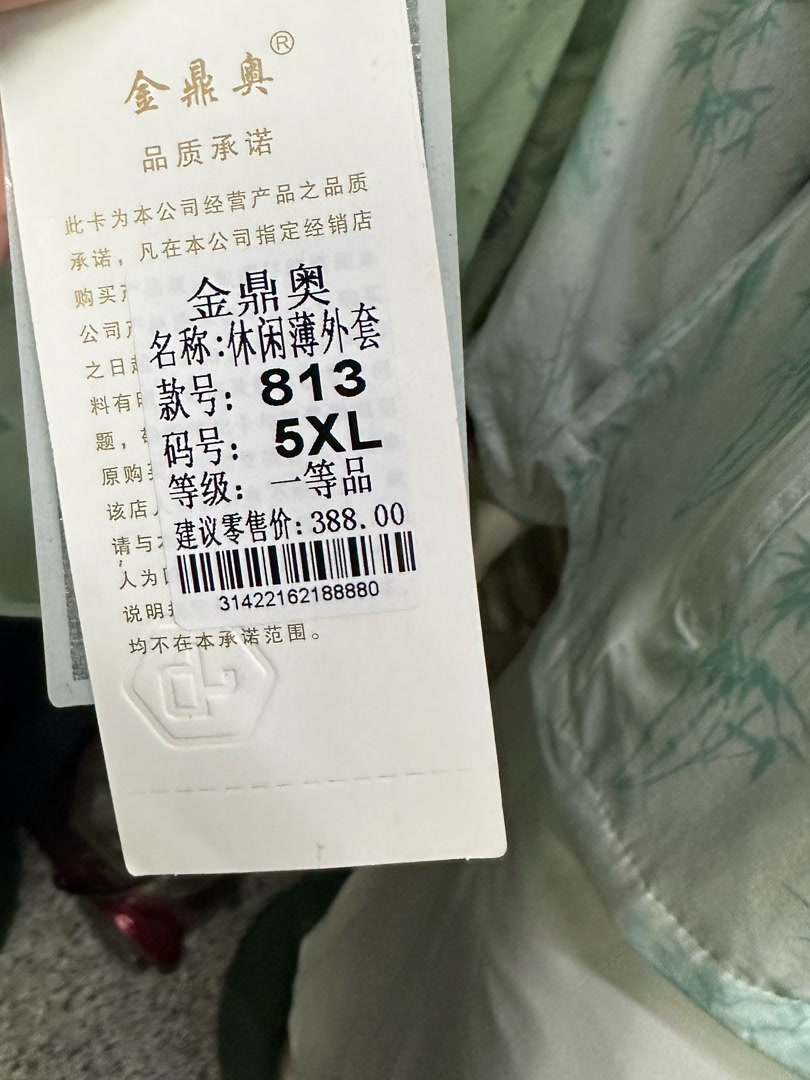 金鼎奥®
品质承诺
此卡为本公司经营产品之品质
承诺，凡在本公司指定经销店
购买
公司
之日
料有
题，
原购
该店
请与
人为
说明
均不在本承诺范围。
金鼎奥
名称:休闲薄外套
款号: 813
码号: 5XL
等级: 一等品
建议零售价:388.00
31422162188880